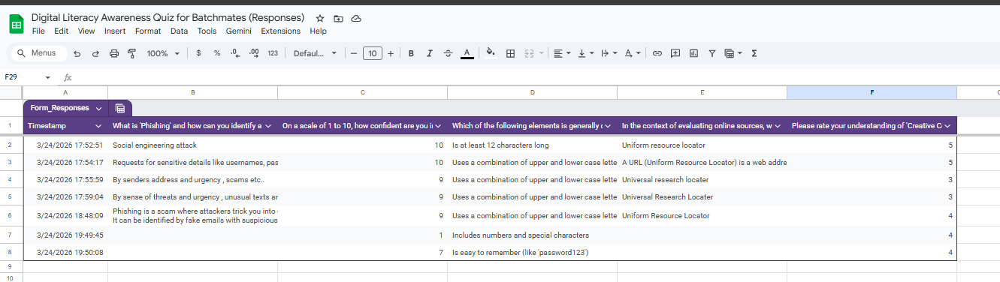 Digital Literacy Awareness Quiz for Batchmates (Responses)
File Edit View Insert Format Data Tools Gemini Extensions Help
Menus 100% $ % .0 .00 123 Defaul... 10 B I A
F29 fx
A B C D E F
Form_Responses
1 Timestamp What is 'Phishing' and how can you identify a On a scale of 1 to 10, how confident are you i Which of the following elements is generally c In the context of evaluating online sources, w Please rate your understanding of 'Creative C
2 3/24/2026 17:52:51 Social engineering attack 10 Is at least 12 characters long Uniform resource locator 5
3 3/24/2026 17:54:17 Requests for sensitive details like usernames, pas 10 Uses a combination of upper and lower case lette A URL (Uniform Resource Locator) is a web addre 5
4 3/24/2026 17:55:59 By senders address and urgency , scams etc.. 9 Uses a combination of upper and lower case lette Universal research locater 3
5 3/24/2026 17:59:04 By sense of threats and urgency , unusual texts ar 9 Uses a combination of upper and lower case lette Universal Research Locater 3
6 3/24/2026 18:48:09 Phishing is a scam where attackers trick you into 9 Uses a combination of upper and lower case lette Uniform Resource Locator 4
It can be identified by fake emails with suspicious
7 3/24/2026 19:49:45 1 Includes numbers and special characters 4
8 3/24/2026 19:50:08 7 Is easy to remember (like 'password123') 4
9
10